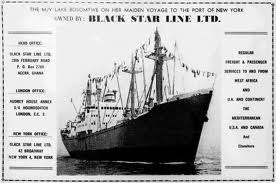 THE M/V LAKE BOSOMTWE ON HER MAIDEN VOYAGE TO THE PORT OF NEW YORK
OWNED BY: BLACK STAR LINE LTD.
HEAD OFFICE:
BLACK STAR LINE LTD.
28th FEBRUARY ROAD
P. O. BOX 2760
ACCRA, GHANA
LONDON OFFICE:
AUDREY HOUSE ANNEX
5 HOUNDSDITCH
LONDON, E.C. 3
NEW YORK OFFICE:
BLACK STAR LINE LTD.
42 BROADWAY
NEW YORK 4, NEW YORK
REGULAR
FREIGHT & PASSENGER
SERVICES TO AND FROM
WEST AFRICA
AND
U.K. AND CONTINENT
THE
MEDITERRANEAN
U.S.A. AND CANADA
And
Elsewhere